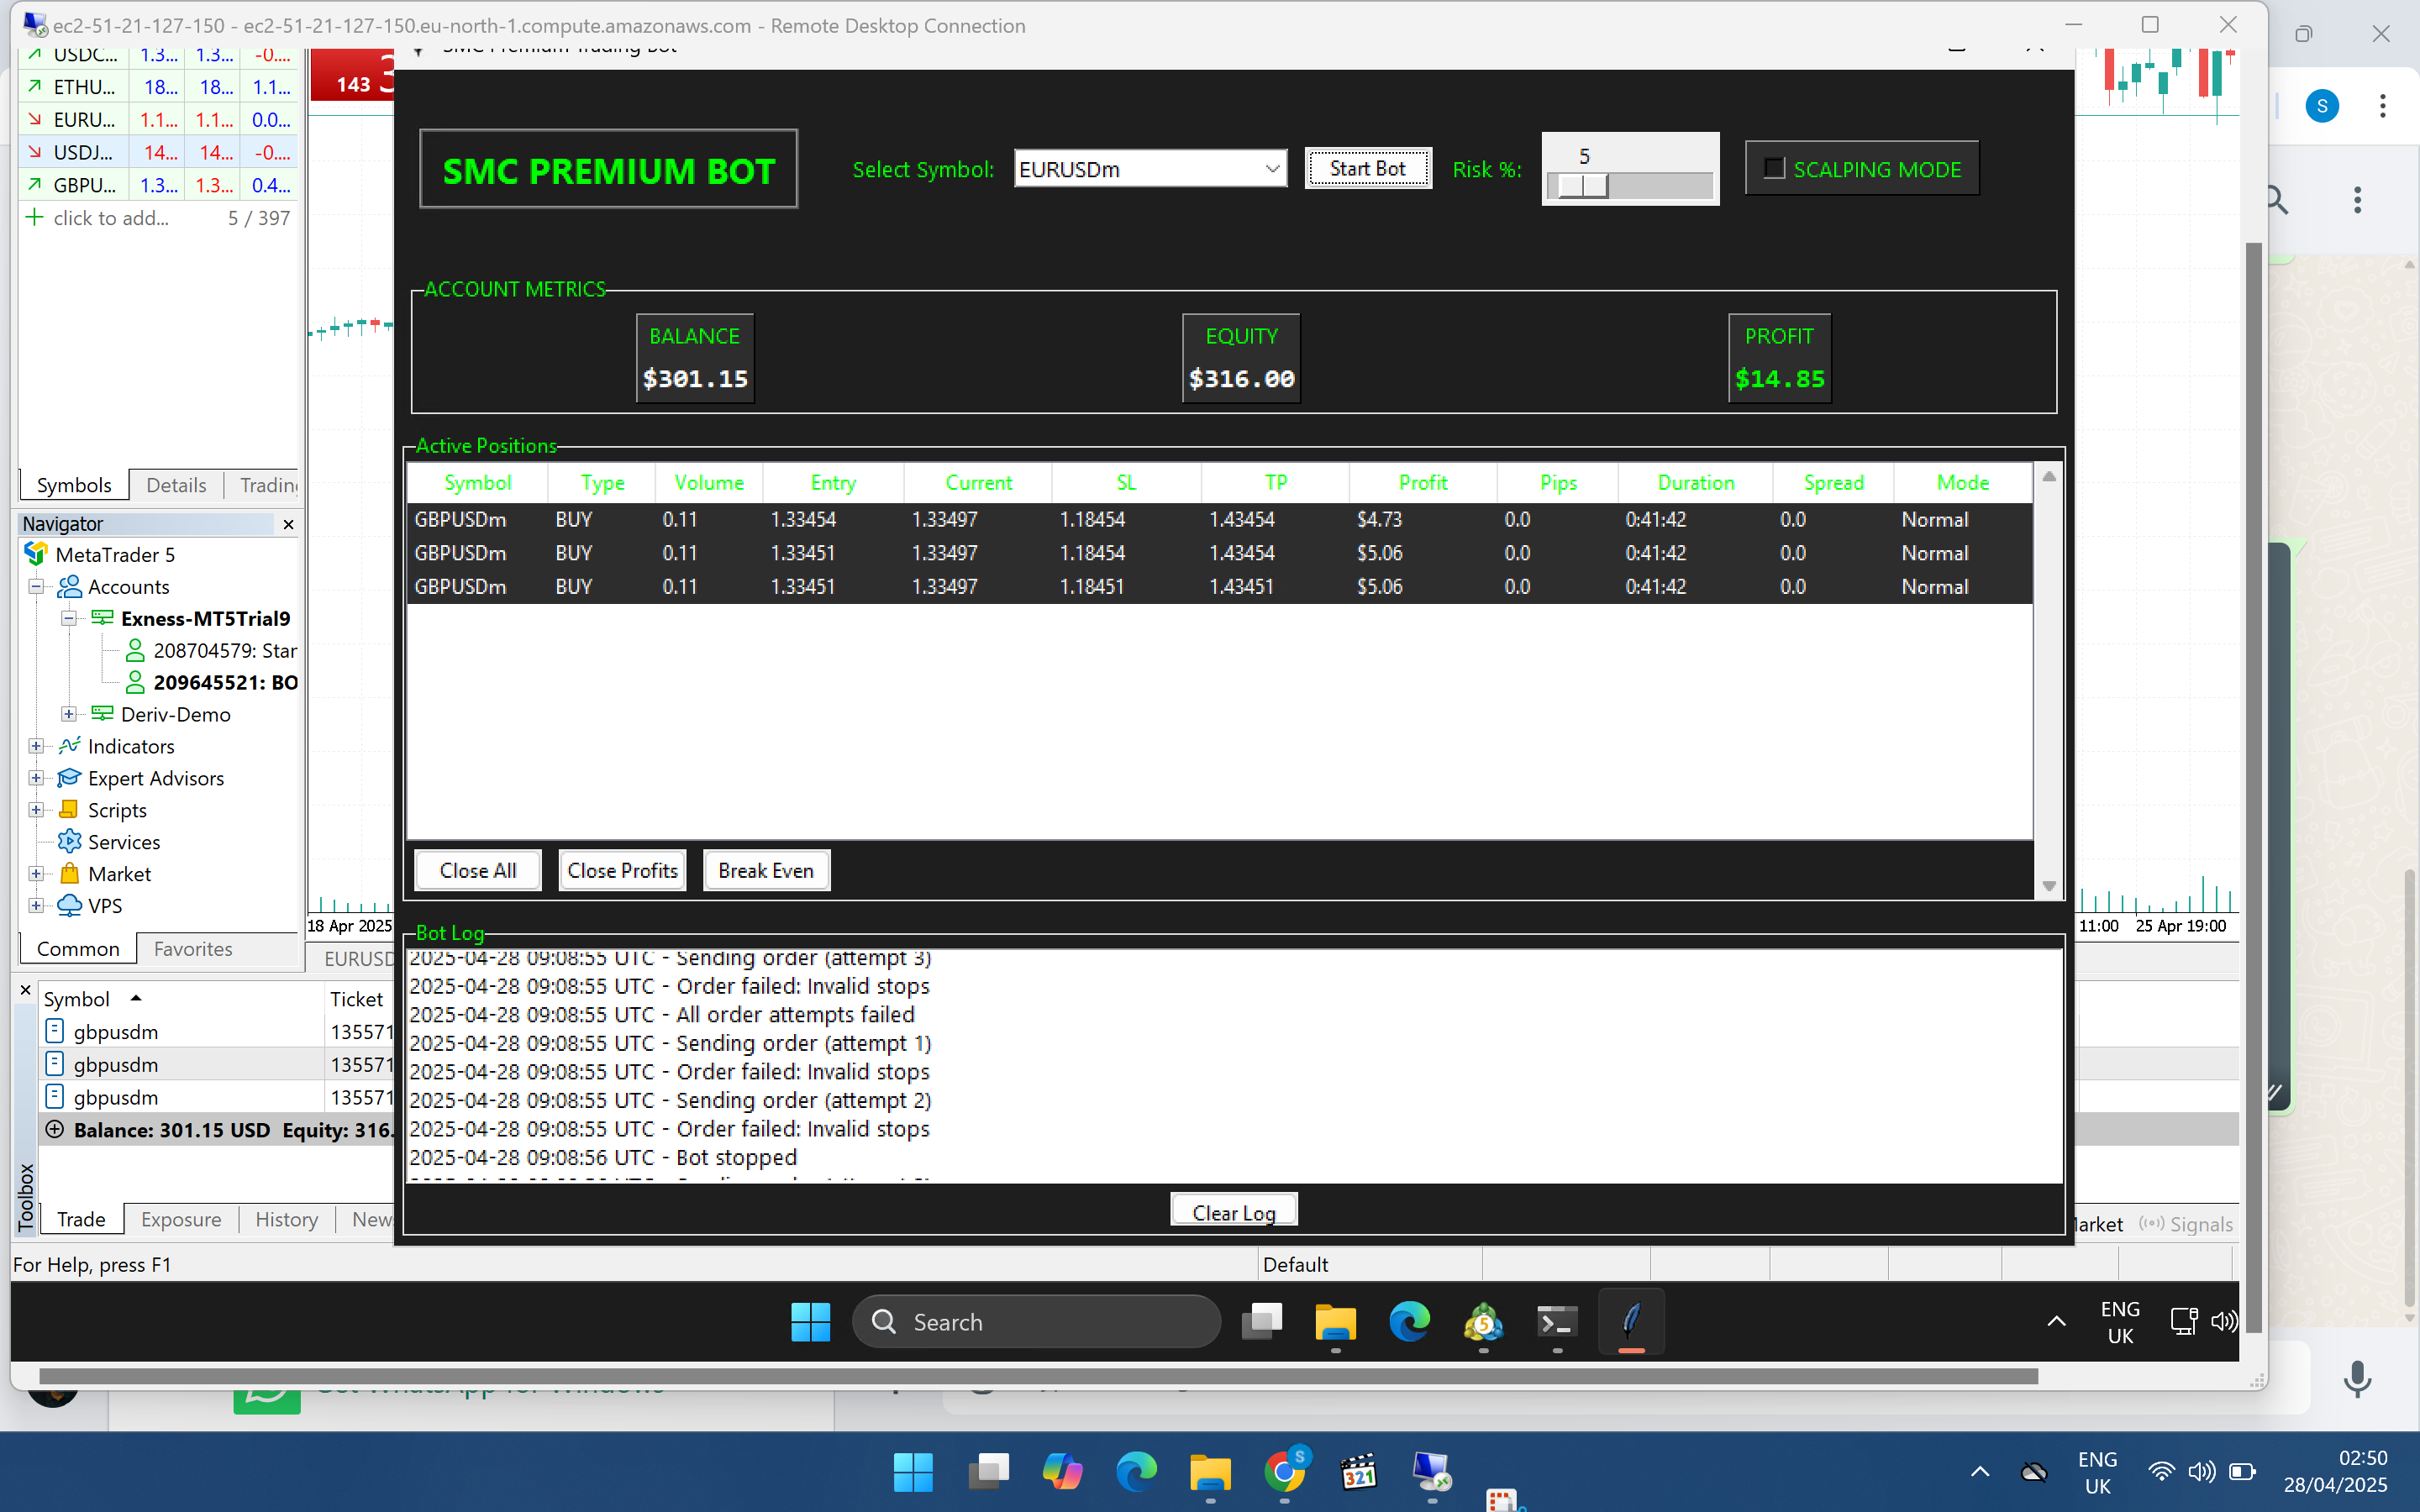 ec2-51-21-127-150 - ec2-51-21-127-150.eu-north-1.compute.amazonaws.com - Remote Desktop Connection
SMC Premium Trading Bot
USDC... 1.3... 1.3... -0....
ETHU... 18... 18... 1.1...
EURU... 1.1... 1.1... 0.0...
USDJ... 14... 14... -0....
GBPU... 1.3... 1.3... 0.4...
click to add... 5 / 397
143 3
S
SMC PREMIUM BOT
Select Symbol: EURUSDm Start Bot Risk %: 5 SCALPING MODE
ACCOUNT METRICS
BALANCE EQUITY PROFIT
$301.15 $316.00 $14.85
Active Positions
Symbol Type Volume Entry Current SL TP Profit Pips Duration Spread Mode
GBPUSDm BUY 0.11 1.33454 1.33497 1.18454 1.43454 $4.73 0.0 0:41:42 0.0 Normal
GBPUSDm BUY 0.11 1.33451 1.33497 1.18454 1.43454 $5.06 0.0 0:41:42 0.0 Normal
GBPUSDm BUY 0.11 1.33451 1.33497 1.18451 1.43451 $5.06 0.0 0:41:42 0.0 Normal
Close All Close Profits Break Even
Symbols Details Trading
Navigator
MetaTrader 5
Accounts
Exness-MT5Trial9
208704579: Star
209645521: BO
Deriv-Demo
Indicators
Expert Advisors
Scripts
Services
Market
VPS
Common Favorites
18 Apr 2025
11:00 25 Apr 19:00
EURUSD
Bot Log
2025-04-28 09:08:55 UTC - Sending order (attempt 3)
2025-04-28 09:08:55 UTC - Order failed: Invalid stops
2025-04-28 09:08:55 UTC - All order attempts failed
2025-04-28 09:08:55 UTC - Sending order (attempt 1)
2025-04-28 09:08:55 UTC - Order failed: Invalid stops
2025-04-28 09:08:55 UTC - Sending order (attempt 2)
2025-04-28 09:08:55 UTC - Order failed: Invalid stops
2025-04-28 09:08:56 UTC - Bot stopped
Clear Log
Symbol Ticket
gbpusdm 135571
gbpusdm 135571
gbpusdm 135571
Balance: 301.15 USD Equity: 316.
Toolbox
Trade Exposure History News
Market Signals
For Help, press F1
Default
Search
5
ENG
UK
Get WhatsApp for Windows
S
321
ENG
UK
02:50
28/04/2025